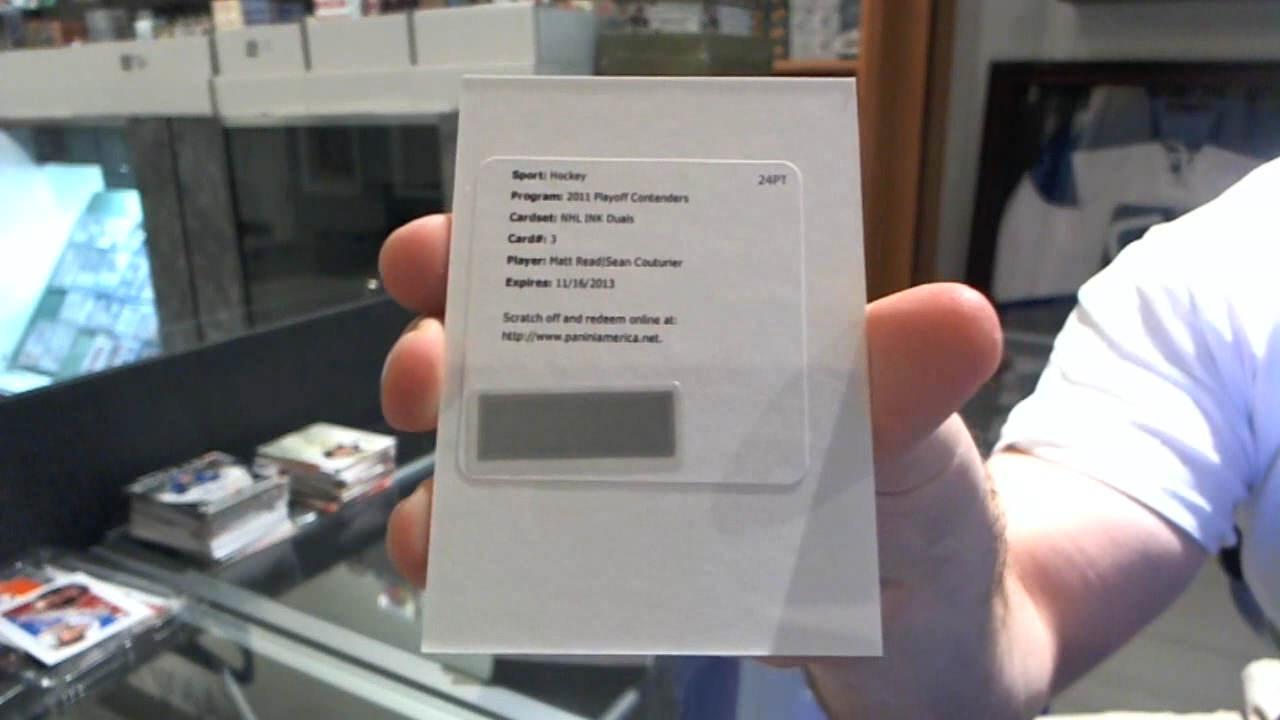 Sport: Hockey
24PT
Program: 2011 Playoff Contenders
Cardset: NHL INK Duals
Card#: 3
Player: Matt Read|Sean Couturier
Expires: 11/16/2013
Scratch off and redeem online at:
http://www.paniniamerica.net.